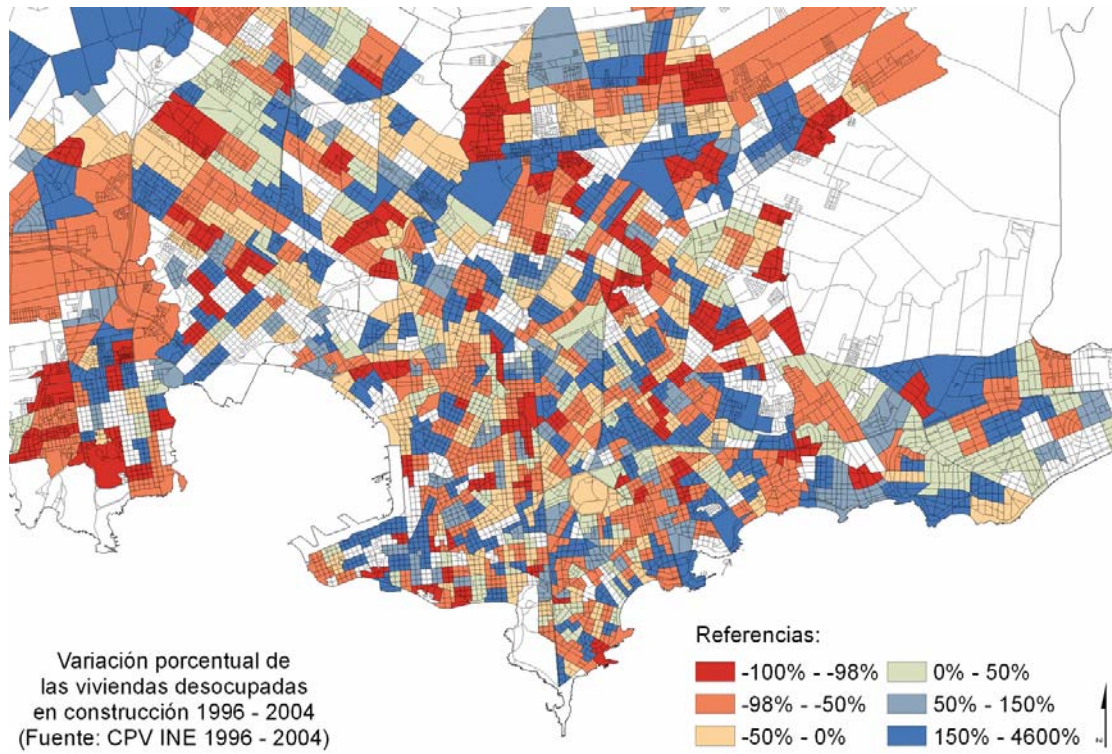 Variación porcentual de
las viviendas desocupadas
en construcción 1996 - 2004
(Fuente: CPV INE 1996 - 2004)
Referencias:
-100% - -98%
-98% - -50%
-50% - 0%
0% - 50%
50% - 150%
150% - 4600%